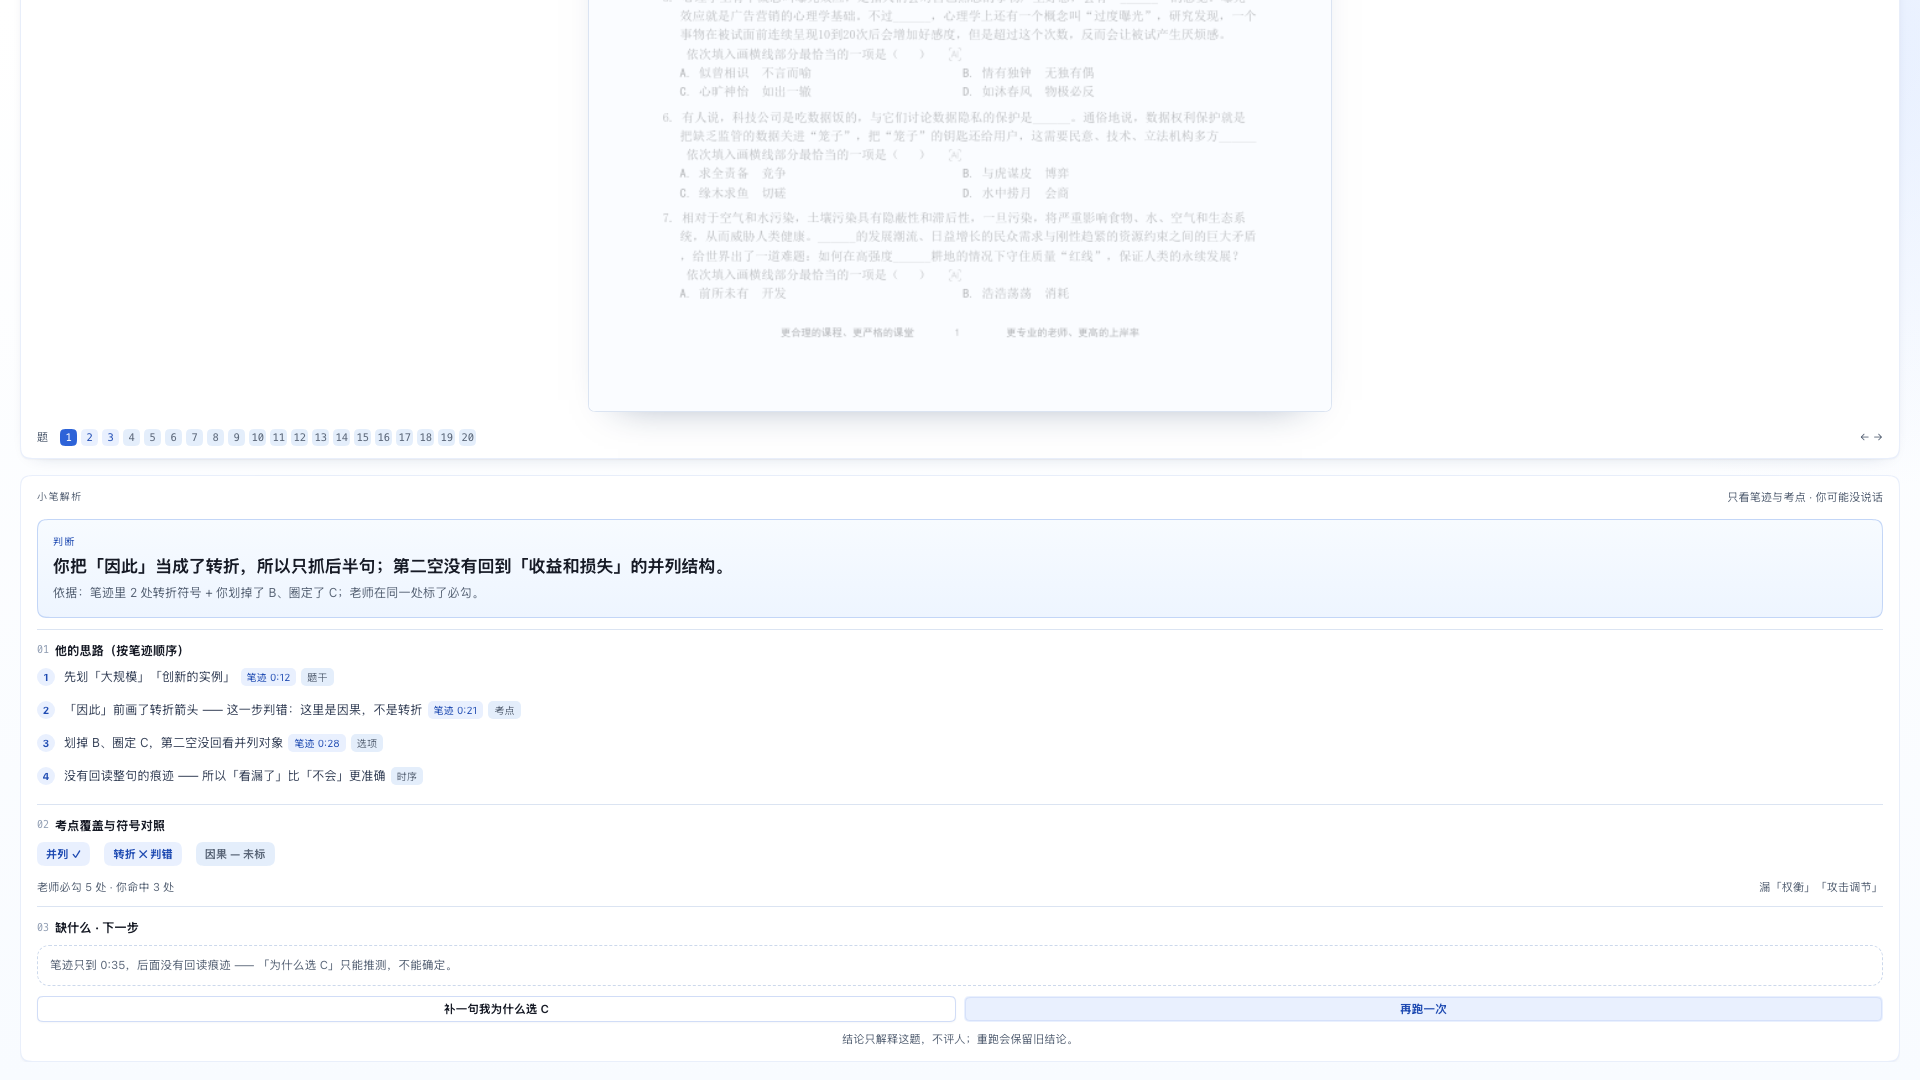 效应就是广告营销的心理学基础。不过______，心理学上还有一个概念叫“过度曝光”，研究发现，一个
事物在被试面前连续呈现10到20次后会增加好感度，但是超过这个次数，反而会让被试产生厌烦感。
依次填入画横线部分最恰当的一项是（　　）
A. 似曾相识　不言而喻
B. 情有独钟　无独有偶
C. 心旷神怡　如出一辙
D. 如沐春风　物极必反
6. 有人说，科技公司是吃数据饭的，与它们讨论数据隐私的保护是______。通俗地说，数据权利保护就是
把缺乏监管的数据关进“笼子”，把“笼子”的钥匙还给用户，这需要民意、技术、立法机构多方______
依次填入画横线部分最恰当的一项是（　　）
A. 求全责备　竞争
B. 与虎谋皮　博弈
C. 缘木求鱼　切磋
D. 水中捞月　会商
7. 相对于空气和水污染，土壤污染具有隐蔽性和滞后性，一旦污染，将严重影响食物、水、空气和生态系
统，从而威胁人类健康。______的发展潮流、日益增长的民众需求与刚性趋紧的资源约束之间的巨大矛盾
，给世界出了一道难题：如何在高强度______耕地的情况下守住质量“红线”，保证人类的永续发展？
依次填入画横线部分最恰当的一项是（　　）
A. 前所未有　开发
B. 浩浩荡荡　消耗
更合理的课程、更严格的课堂 1 更专业的老师、更高的上岸率
题 1 2 3 4 5 6 7 8 9 10 11 12 13 14 15 16 17 18 19 20 ← →
小笔解析 只看笔迹与考点 · 你可能没说话
判断
你把「因此」当成了转折，所以只抓后半句；第二空没有回到「收益和损失」的并列结构。
依据：笔迹里 2 处转折符号 + 你划掉了 B、圈定了 C；老师在同一处标了必勾。
01 他的思路（按笔迹顺序）
1 先划「大规模」「创新的实例」 笔迹 0:12 题干
2 「因此」前画了转折箭头 —— 这一步判错：这里是因果，不是转折 笔迹 0:21 考点
3 划掉 B、圈定 C，第二空没回看并列对象 笔迹 0:28 选项
4 没有回读整句的痕迹 —— 所以「看漏了」比「不会」更准确 时序
02 考点覆盖与符号对照
并列 ✓ 转折 ✕ 判错 因果 — 未标
老师必勾 5 处 · 你命中 3 处 漏「权衡」「攻击调节」
03 缺什么 · 下一步
笔迹只到 0:35，后面没有回读痕迹 —— 「为什么选 C」只能推测，不能确定。
补一句我为什么选 C 再跑一次
结论只解释这题，不评人；重跑会保留旧结论。